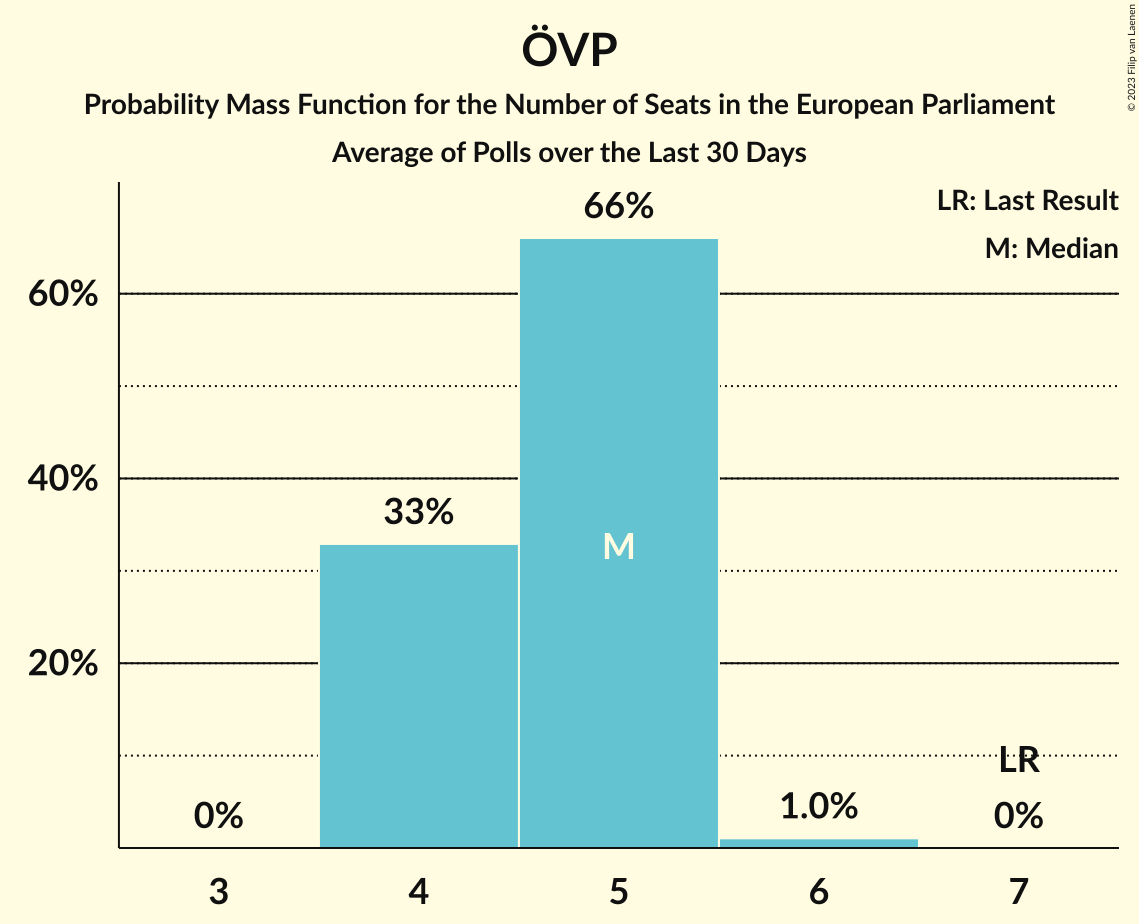 ÖVP
Probability Mass Function for the Number of Seats in the European Parliament
Average of Polls over the Last 30 Days
© 2023 Filip van Laenen
LR: Last Result
M: Median
66%
60%
40%
33%
M
20%
LR
0%
1.0%
0%
3 4 5 6 7